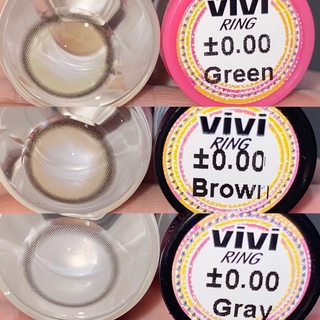 vivi
RING
±0.00
Green
vivi
RING
±0.00
Brown
vivi
RING
±0.00
Gray